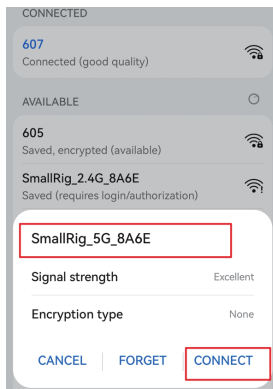 CONNECTED
607
Connected (good quality)
AVAILABLE
605
Saved, encrypted (available)
SmallRig_2.4G_8A6E
Saved (requires login/authorization)
SmallRig_5G_8A6E
Signal strength Excellent
Encryption type None
CANCEL FORGET CONNECT